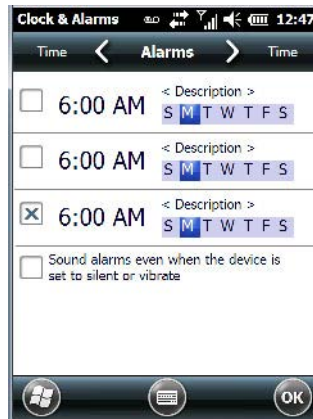 Clock & Alarms 12:47
Time Alarms Time
6:00 AM < Description >
S M T W T F S
6:00 AM < Description >
S M T W T F S
6:00 AM < Description >
S M T W T F S
Sound alarms even when the device is
set to silent or vibrate
OK